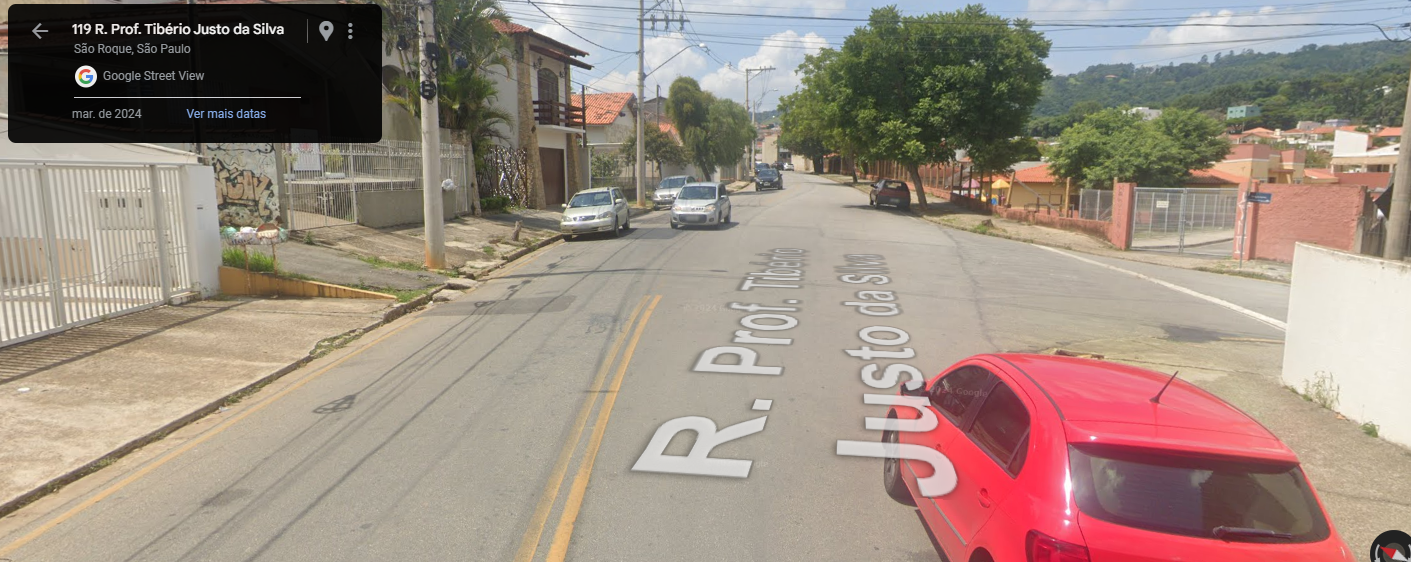 119 R. Prof. Tibério Justo da Silva
São Roque, São Paulo
Google Street View
mar. de 2024
Ver mais datas
R. Prof. Tibério
Justo da Silva